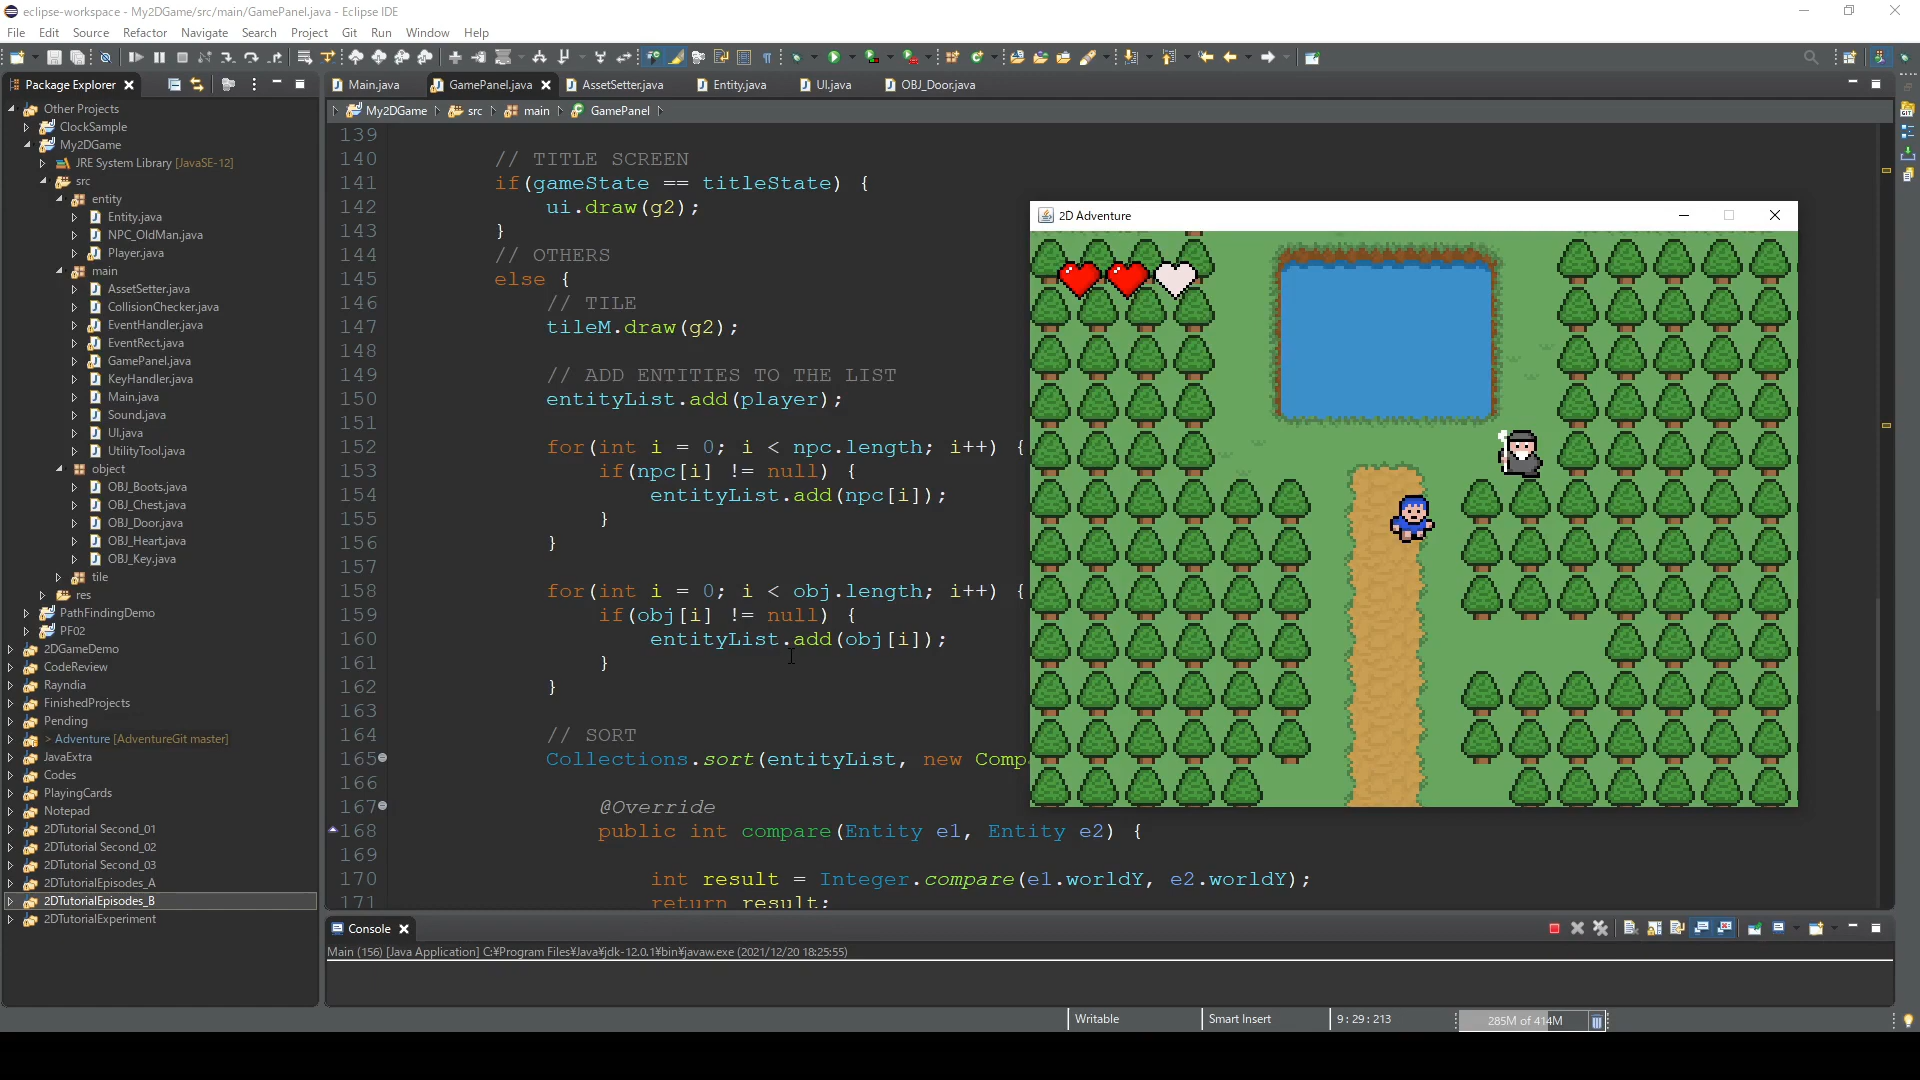 eclipse-workspace - My2DGame/src/main/GamePanel.java - Eclipse IDE
File Edit Source Refactor Navigate Search Project Git Run Window Help
Package Explorer
Main.java GamePanel.java AssetSetter.java Entity.java UI.java OBJ_Door.java
My2DGame src main GamePanel
Other Projects
ClockSample
My2DGame
JRE System Library [JavaSE-12]
src
entity
Entity.java
NPC_OldMan.java
Player.java
main
AssetSetter.java
CollisionChecker.java
EventHandler.java
EventRect.java
GamePanel.java
KeyHandler.java
Main.java
Sound.java
UI.java
UtilityTool.java
object
OBJ_Boots.java
OBJ_Chest.java
OBJ_Door.java
OBJ_Heart.java
OBJ_Key.java
tile
res
PathFindingDemo
PF02
2DGameDemo
CodeReview
Rayndia
FinishedProjects
Pending
> Adventure [AdventureGit master]
JavaExtra
Codes
PlayingCards
Notepad
2DTutorial Second_01
2DTutorial Second_02
2DTutorial Second_03
2DTutorialEpisodes_A
2DTutorialEpisodes_B
2DTutorialExperiment
139
140 // TITLE SCREEN
141 if(gameState == titleState) {
142 ui.draw(g2);
143 }
144 // OTHERS
145 else {
146 // TILE
147 tileM.draw(g2);
148
149 // ADD ENTITIES TO THE LIST
150 entityList.add(player);
151
152 for(int i = 0; i < npc.length; i++) {
153 if(npc[i] != null) {
154 entityList.add(npc[i]);
155 }
156 }
157
158 for(int i = 0; i < obj.length; i++) {
159 if(obj[i] != null) {
160 entityList.add(obj[i]);
161 }
162 }
163
164 // SORT
165 Collections.sort(entityList, new Comp
166
167 @Override
168 public int compare(Entity e1, Entity e2) {
169
170 int result = Integer.compare(e1.worldY, e2.worldY);
171 return result;
2D Adventure
Console
Main (156) [Java Application] C:¥Program Files¥Java¥jdk-12.0.1¥bin¥javaw.exe (2021/12/20 18:25:55)
Writable Smart Insert 9 : 29 : 213 285M of 414M